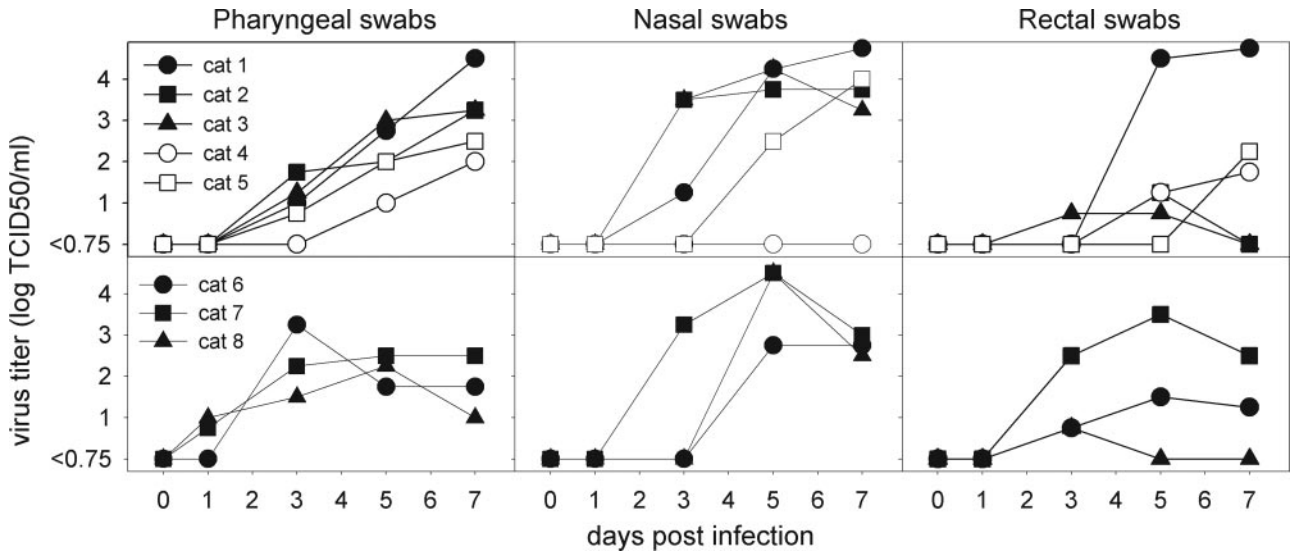 Pharyngeal swabs Nasal swabs Rectal swabs
cat 1
cat 2
cat 3
cat 4
cat 5
4
3
2
1
<0.75
cat 6
cat 7
cat 8
4
3
2
1
<0.75
virus titer (log TCID50/ml)
0 1 2 3 4 5 6 7 0 1 2 3 4 5 6 7 0 1 2 3 4 5 6 7
days post infection